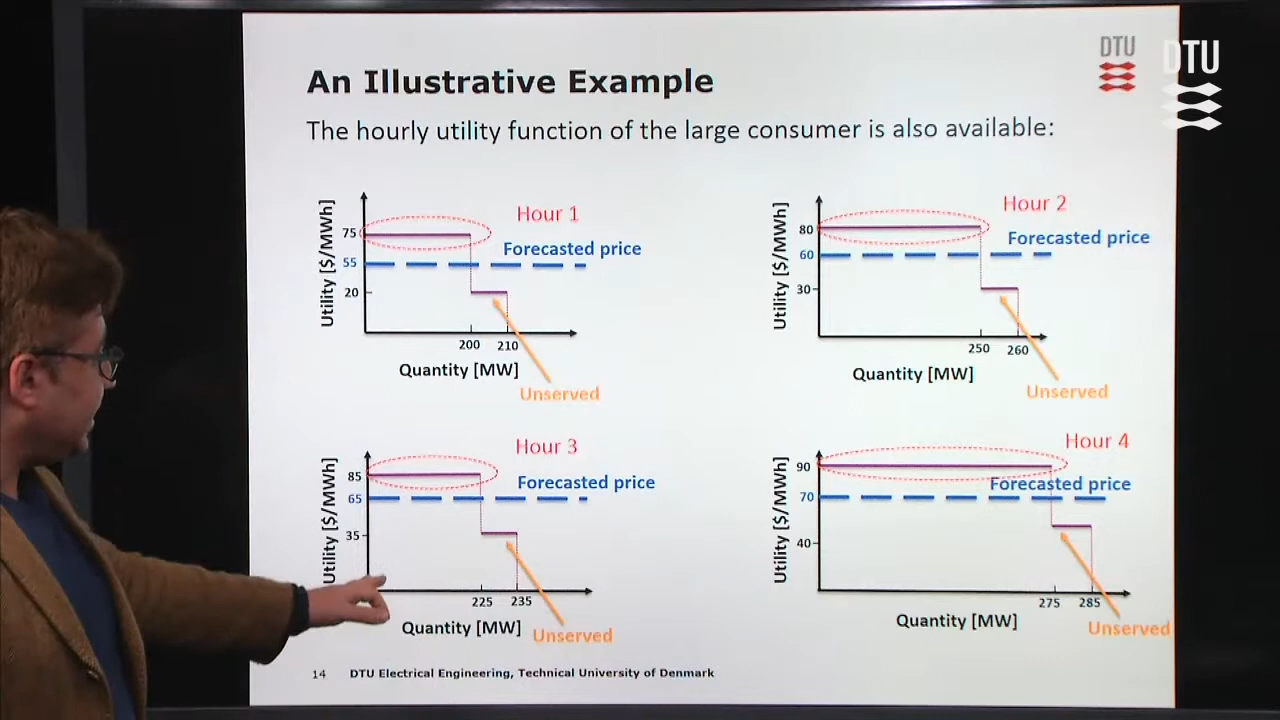 DTU
DTU
An Illustrative Example
The hourly utility function of the large consumer is also available:
Hour 1
Utility [$/MWh]
75
55
20
Forecasted price
200
210
Quantity [MW]
Unserved
Hour 2
Utility [$/MWh]
80
60
30
Forecasted price
250
260
Quantity [MW]
Unserved
Hour 3
Utility [$/MWh]
85
65
35
Forecasted price
225
235
Quantity [MW]
Unserved
Hour 4
Utility [$/MWh]
90
70
40
Forecasted price
275
285
Quantity [MW]
Unserved
14 DTU Electrical Engineering, Technical University of Denmark